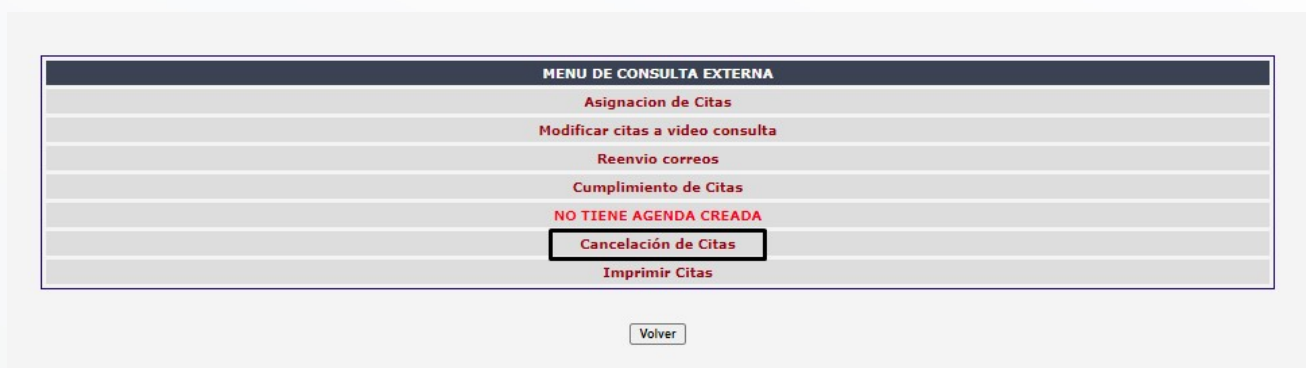 MENU DE CONSULTA EXTERNA
Asignacion de Citas
Modificar citas a video consulta
Reenvio correos
Cumplimiento de Citas
NO TIENE AGENDA CREADA
Cancelación de Citas
Imprimir Citas
Volver